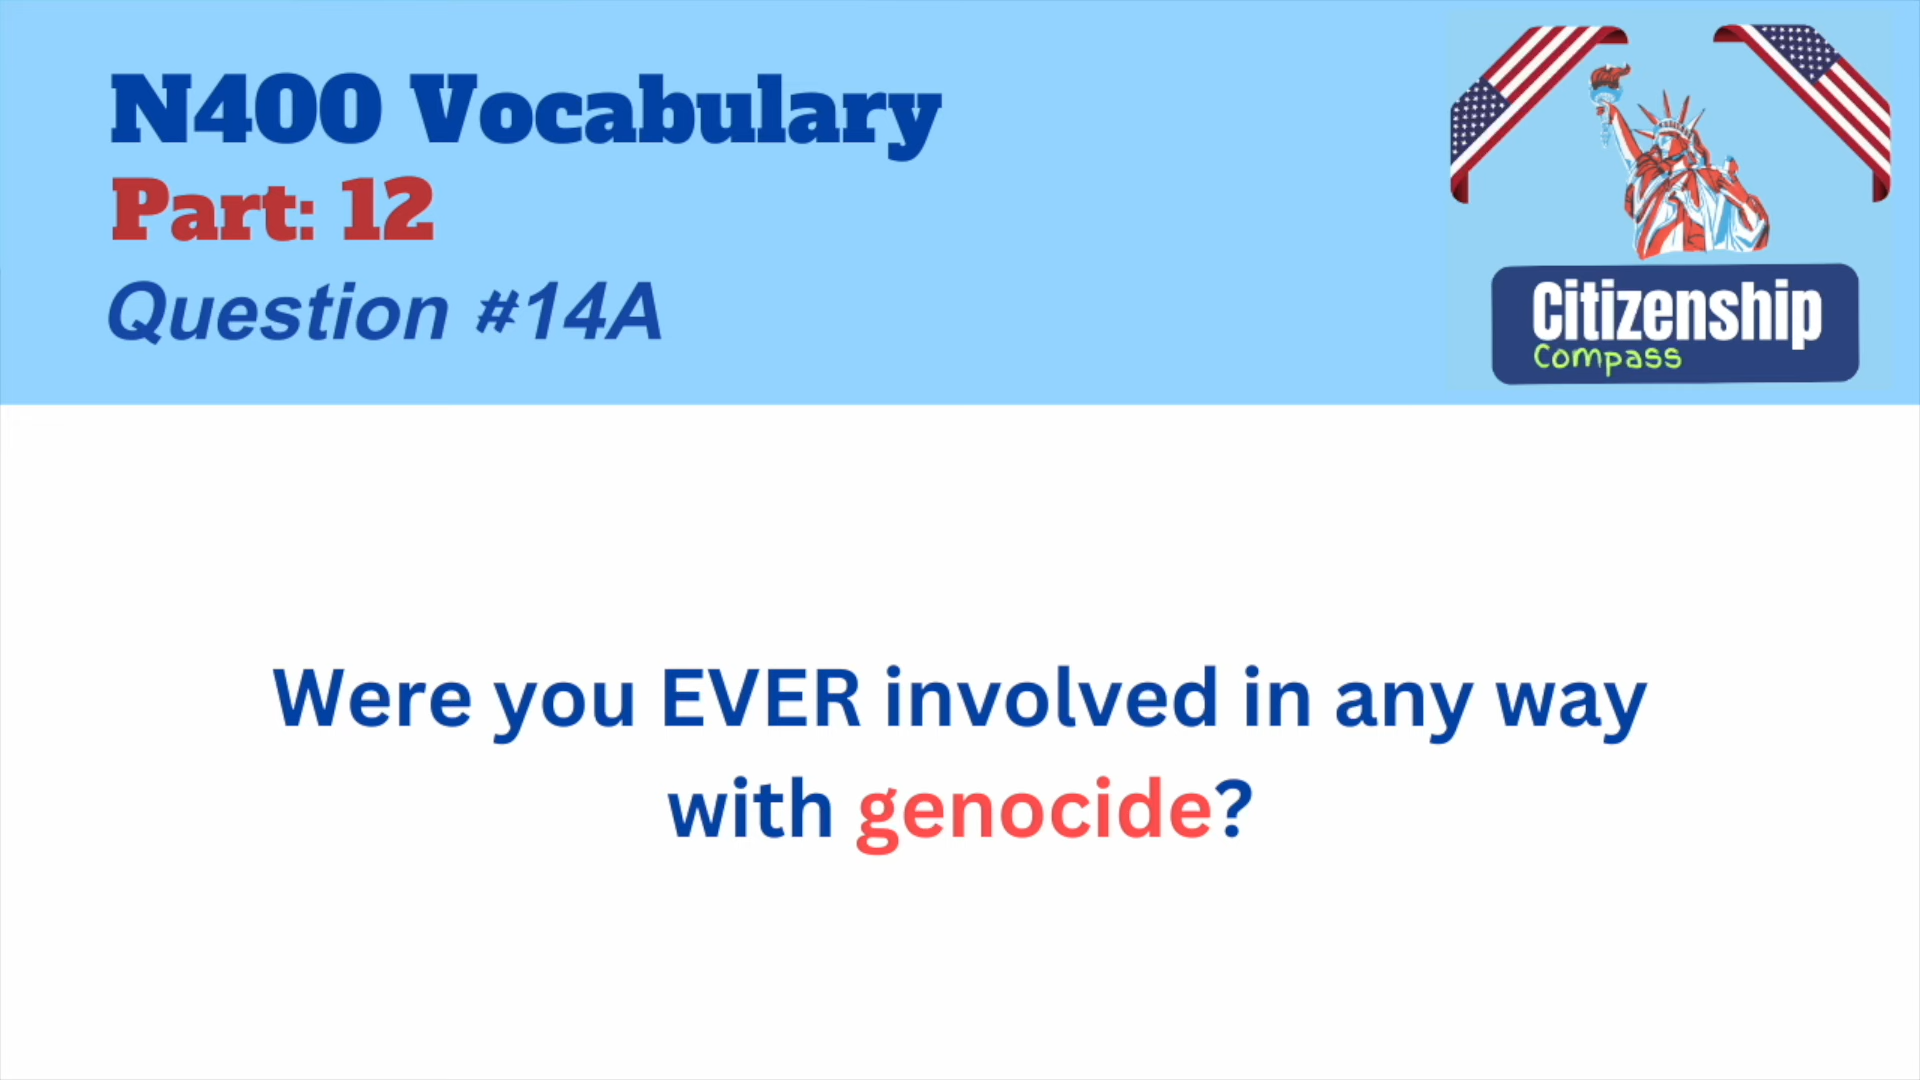 N400 Vocabulary
Part: 12
Question #14A
Citizenship
Compass
Were you EVER involved in any way
with genocide?